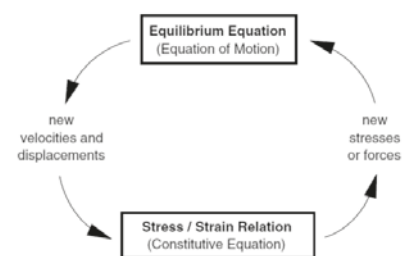 Equilibrium Equation
(Equation of Motion)
new
velocities and
displacements
new
stresses
or forces
Stress / Strain Relation
(Constitutive Equation)